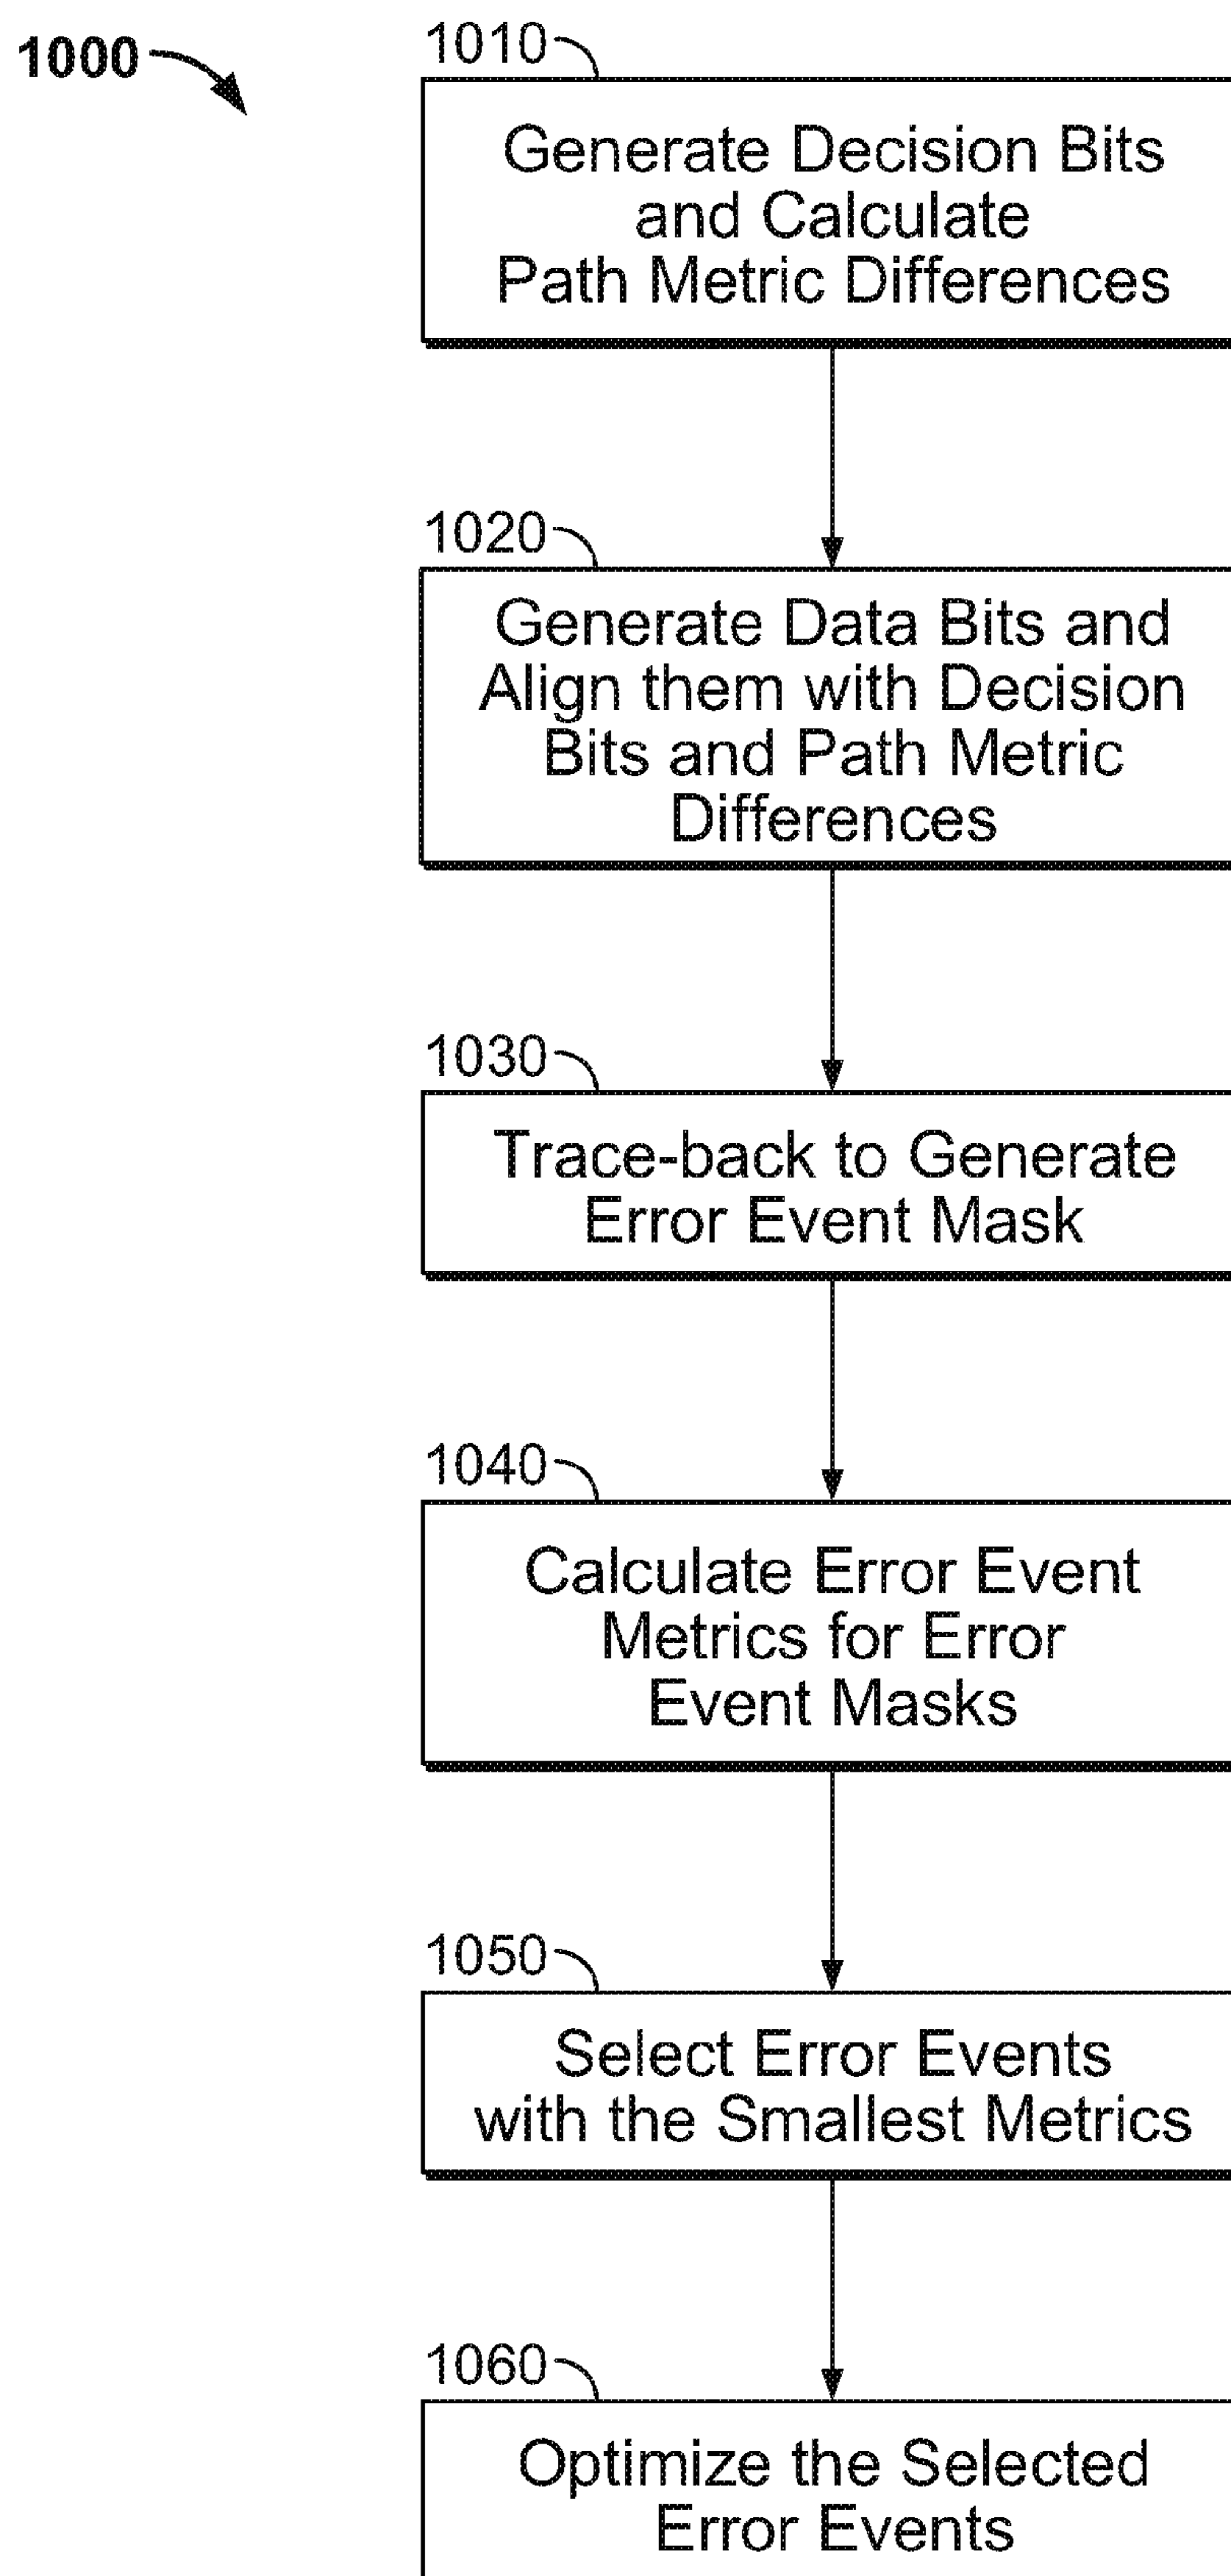 1000
1010
Generate Decision Bits
and Calculate
Path Metric Differences
1020
Generate Data Bits and
Align them with Decision
Bits and Path Metric
Differences
1030
Trace-back to Generate
Error Event Mask
1040
Calculate Error Event
Metrics for Error
Event Masks
1050
Select Error Events
with the Smallest Metrics
1060
Optimize the Selected
Error Events